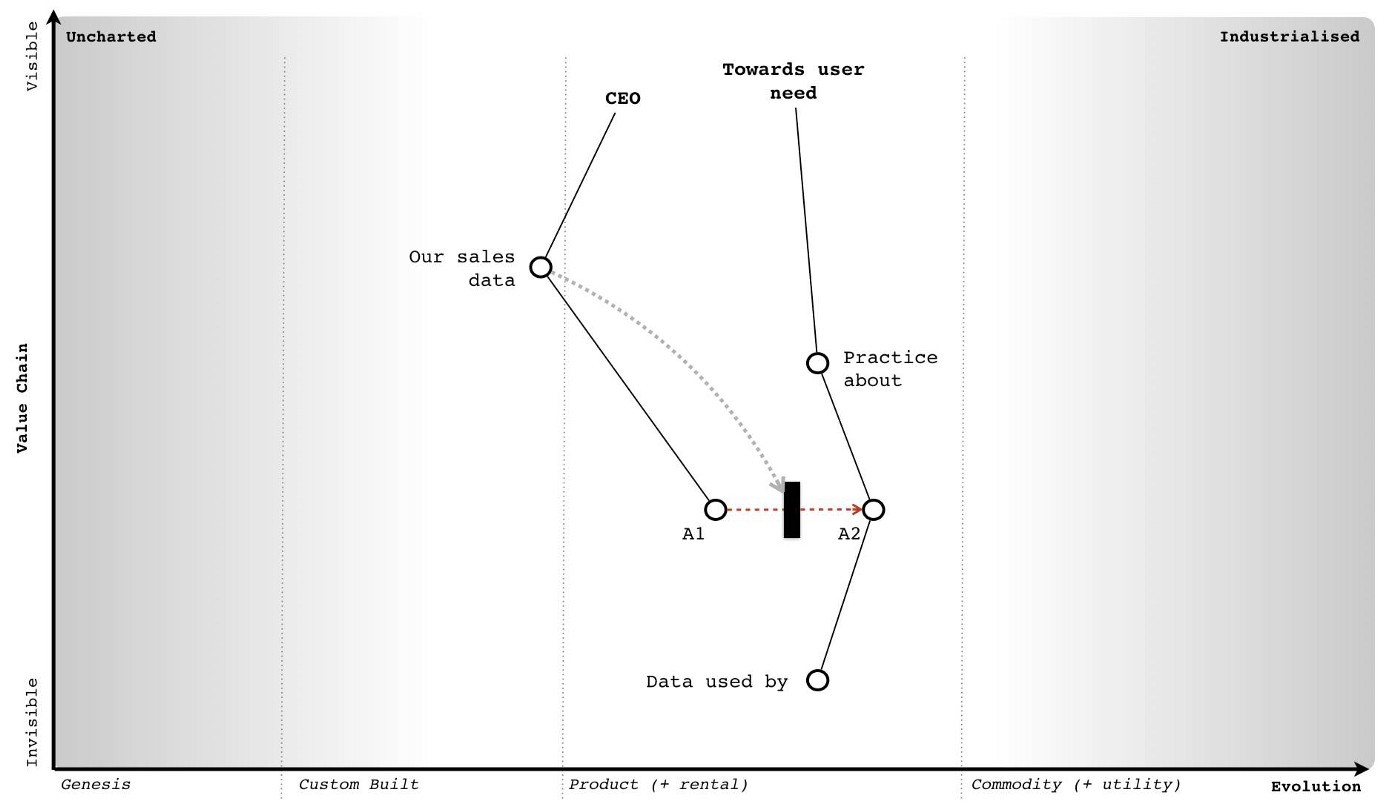 Visible
Uncharted
Industrialised
Towards user
need
CEO
Our sales
data
Practice
about
Value Chain
A1
A2
Data used by
Invisible
Genesis
Custom Built
Product (+ rental)
Commodity (+ utility)
Evolution